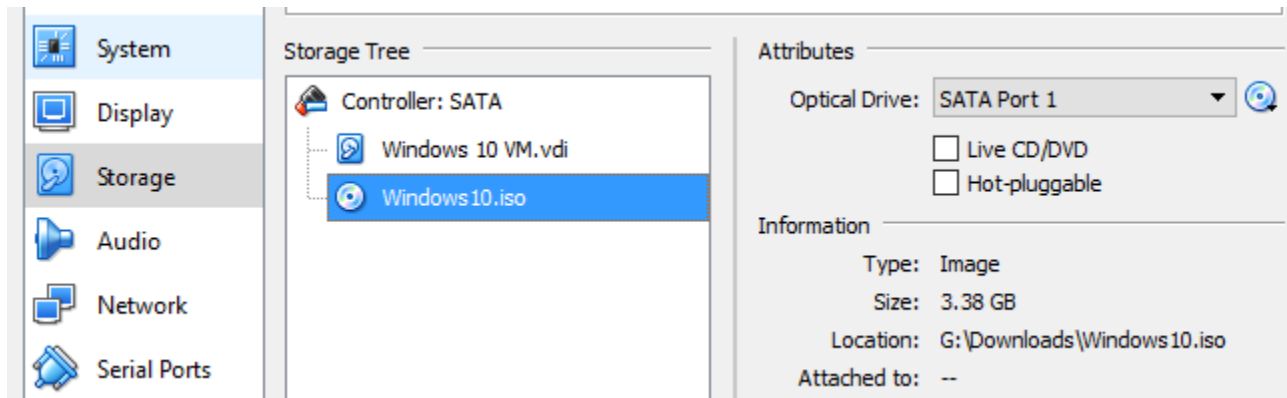 System
Display
Storage
Audio
Network
Serial Ports
Storage Tree
Controller: SATA
Windows 10 VM.vdi
Windows10.iso
Attributes
Optical Drive: SATA Port 1
Live CD/DVD
Hot-pluggable
Information
Type: Image
Size: 3.38 GB
Location: G:\Downloads\Windows10.iso
Attached to: --